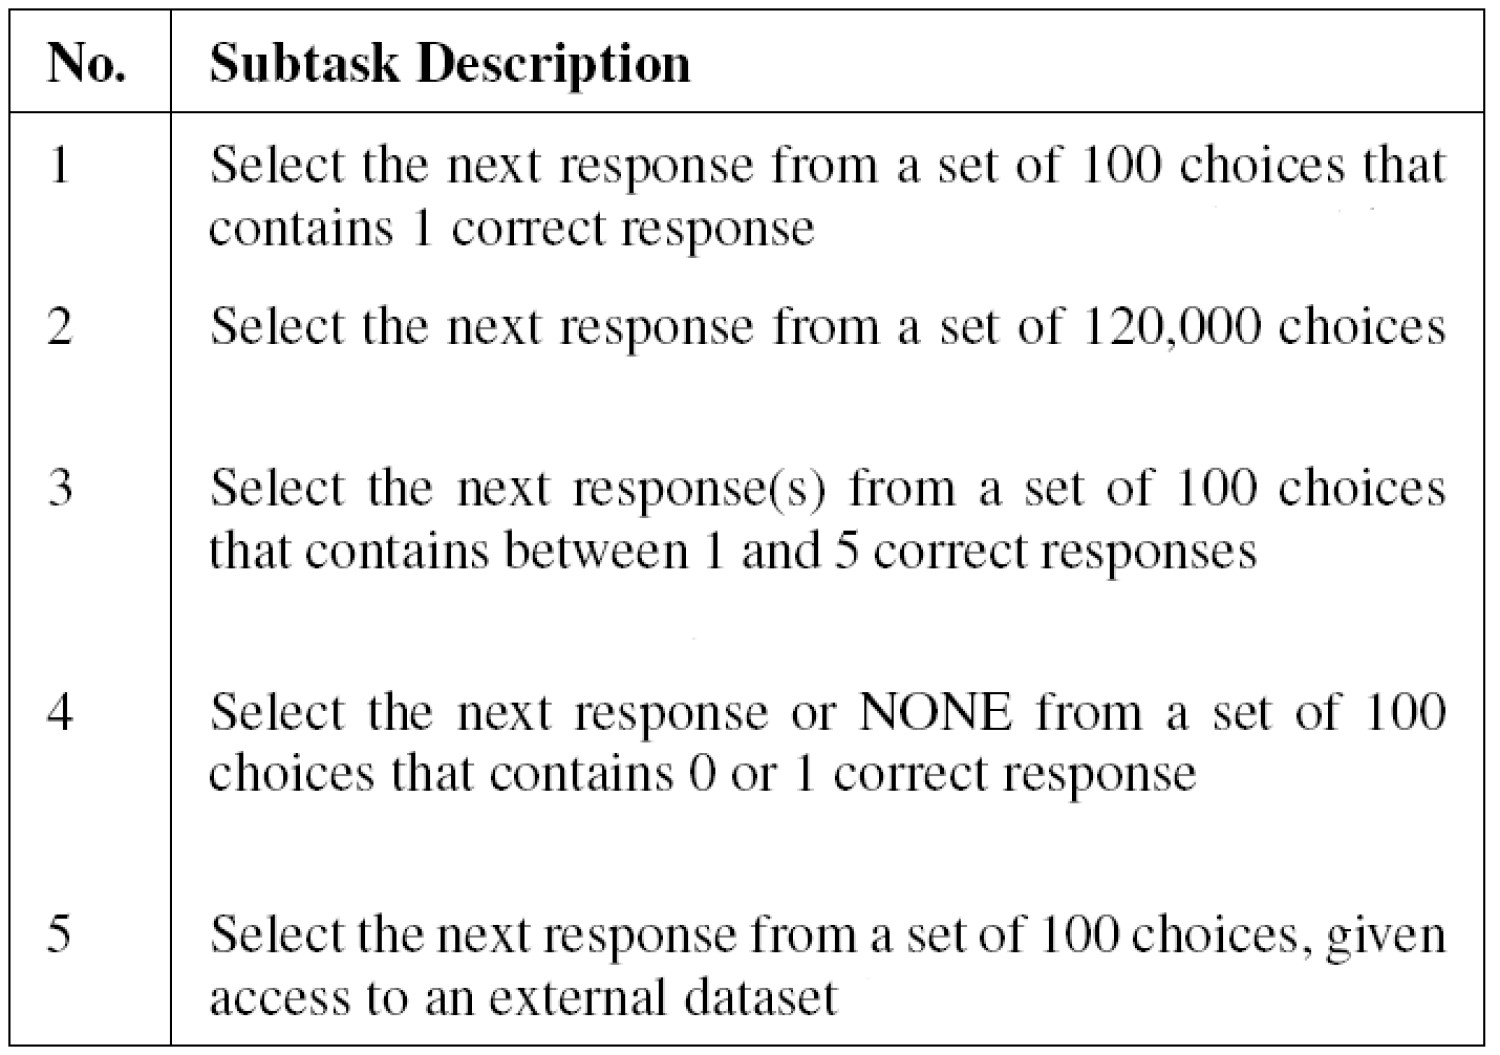 No. Subtask Description
1 Select the next response from a set of 100 choices that
contains 1 correct response
2 Select the next response from a set of 120,000 choices
3 Select the next response(s) from a set of 100 choices
that contains between 1 and 5 correct responses
4 Select the next response or NONE from a set of 100
choices that contains 0 or 1 correct response
5 Select the next response from a set of 100 choices, given
access to an external dataset